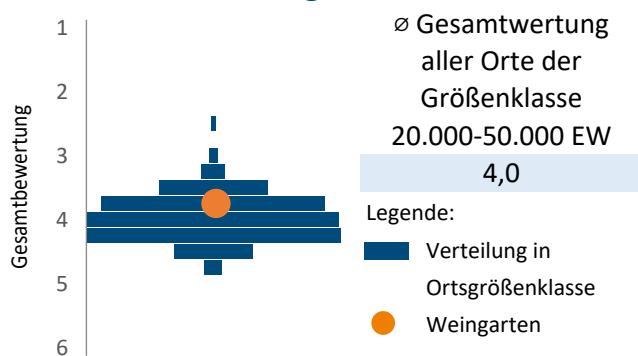 Gesamtbewertung
1
2
3
4
5
6
⌀ Gesamtwertung
aller Orte der
Größenklasse
20.000-50.000 EW
4,0
Legende:
Verteilung in
Ortsgrößenklasse
Weingarten